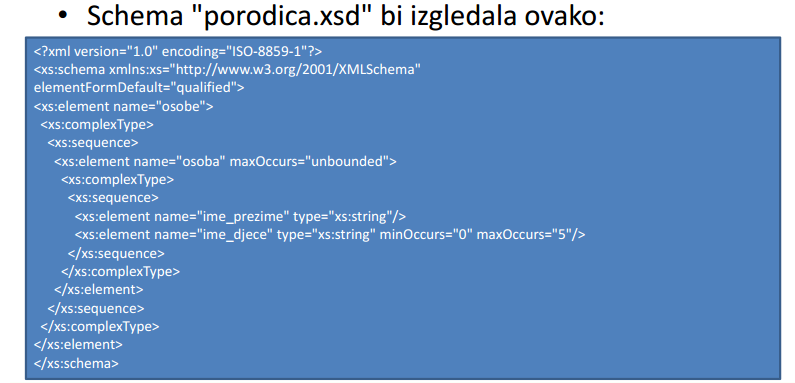 • Schema "porodica.xsd" bi izgledala ovako:
<?xml version="1.0" encoding="ISO-8859-1"?>
<xs:schema xmlns:xs="http://www.w3.org/2001/XMLSchema"
elementFormDefault="qualified">
<xs:element name="osobe">
<xs:complexType>
<xs:sequence>
<xs:element name="osoba" maxOccurs="unbounded">
<xs:complexType>
<xs:sequence>
<xs:element name="ime_prezime" type="xs:string"/>
<xs:element name="ime_djece" type="xs:string" minOccurs="0" maxOccurs="5"/>
</xs:sequence>
</xs:complexType>
</xs:element>
</xs:sequence>
</xs:complexType>
</xs:element>
</xs:schema>